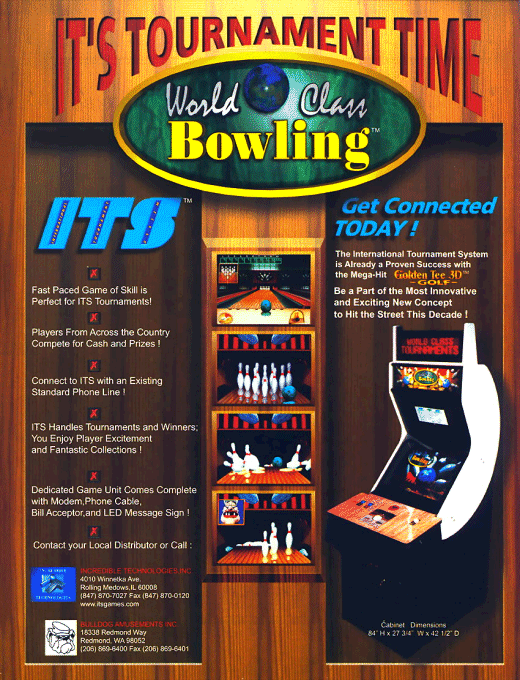 IT'S TOURNAMENT TIME
World Class
Bowling™
ITS™
Fast Paced Game of Skill is
Perfect for ITS Tournaments!
Players From Across the Country
Compete for Cash and Prizes !
Connect to ITS with an Existing
Standard Phone Line !
ITS Handles Tournaments and Winners;
You Enjoy Player Excitement
and Fantastic Collections !
Dedicated Game Unit Comes Complete
with Modem,Phone Cable,
Bill Acceptor,and LED Message Sign !
Contact your Local Distributor or Call :
INCREDIBLE TECHNOLOGIES INC
4010 Winnetka Ave.
Rolling Medows,IL 60008
(847) 870-7027 Fax (847) 870-0120
www.itsgames.com
BULLDOG AMUSEMENTS INC.
18338 Redmond Way
Redmond, WA 98052
(206) 869-6400 Fax (206) 869-6401
Get Connected
TODAY !
The International Tournament System
is Already a Proven Success with
the Mega-Hit Golden Tee 3D™
-GOLF-
Be a Part of the Most Innovative
and Exciting New Concept
to Hit the Street This Decade !
WORLD CLASS
TOURNAMENTS
Cabinet Dimensions
84" H x 27 3/4" W x 42 1/2" D